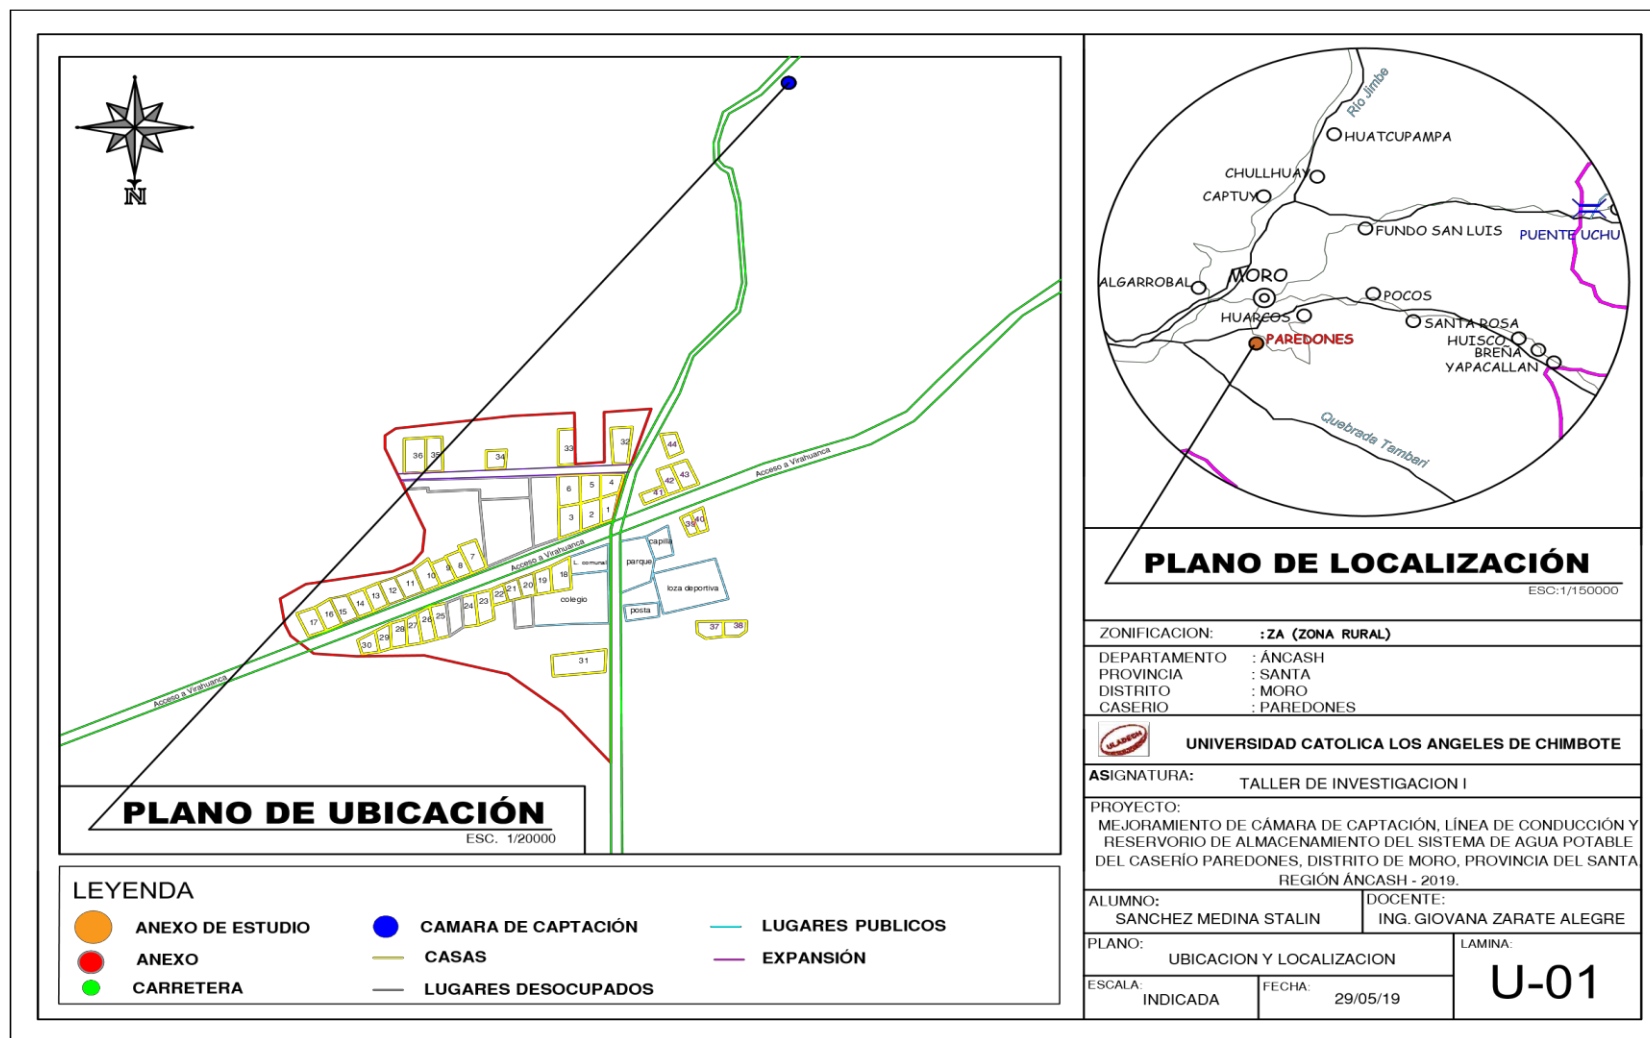 N
36
35
34
33
32
44
43
42
41
40
39
6
5
4
3
2
1
7
8
9
10
11
12
13
14
15
16
17
18
19
20
21
22
23
24
25
26
27
28
29
30
31
37
38
Acceso a Virahuanca
Acceso a Virahuanca
Acceso a Virahuanca
L. comunal
colegio
parque
capilla
loza deportiva
posta
PLANO DE UBICACIÓN
ESC. 1/20000
LEYENDA
ANEXO DE ESTUDIO
ANEXO
CARRETERA
CAMARA DE CAPTACIÓN
CASAS
LUGARES DESOCUPADOS
LUGARES PUBLICOS
EXPANSIÓN
Río Jimbe
HUATCUPAMPA
CHULLHUAY
CAPTUY
FUNDO SAN LUIS
PUENTE UCHU
MORO
ALGARROBAL
POCOS
HUARCOS
SANTA ROSA
PAREDONES
HUISCO
BREÑA
YAPACALLAN
Quebrada Tambari
PLANO DE LOCALIZACIÓN
ESC:1/150000
ZONIFICACION: :ZA (ZONA RURAL)
DEPARTAMENTO : ÁNCASH
PROVINCIA : SANTA
DISTRITO : MORO
CASERIO : PAREDONES
ULADECH
UNIVERSIDAD CATOLICA LOS ANGELES DE CHIMBOTE
ASIGNATURA: TALLER DE INVESTIGACION I
PROYECTO:
MEJORAMIENTO DE CÁMARA DE CAPTACIÓN, LÍNEA DE CONDUCCIÓN Y
RESERVORIO DE ALMACENAMIENTO DEL SISTEMA DE AGUA POTABLE
DEL CASERÍO PAREDONES, DISTRITO DE MORO, PROVINCIA DEL SANTA,
REGIÓN ÁNCASH - 2019.
ALUMNO:
SANCHEZ MEDINA STALIN
DOCENTE:
ING. GIOVANA ZARATE ALEGRE
PLANO:
UBICACION Y LOCALIZACION
LAMINA:
U-01
ESCALA:
INDICADA
FECHA:
29/05/19